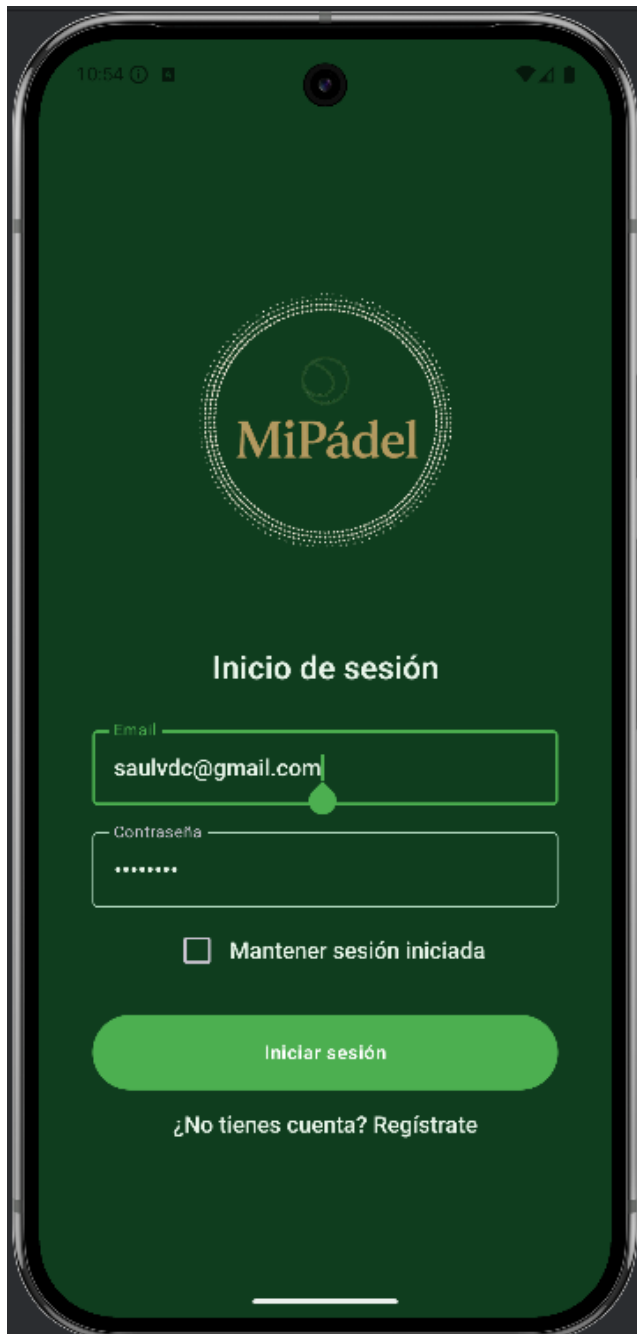 10:54
MiPádel
Inicio de sesión
Email
saulvdc@gmail.com
Contraseña
••••••••
Mantener sesión iniciada
Iniciar sesión
¿No tienes cuenta? Regístrate